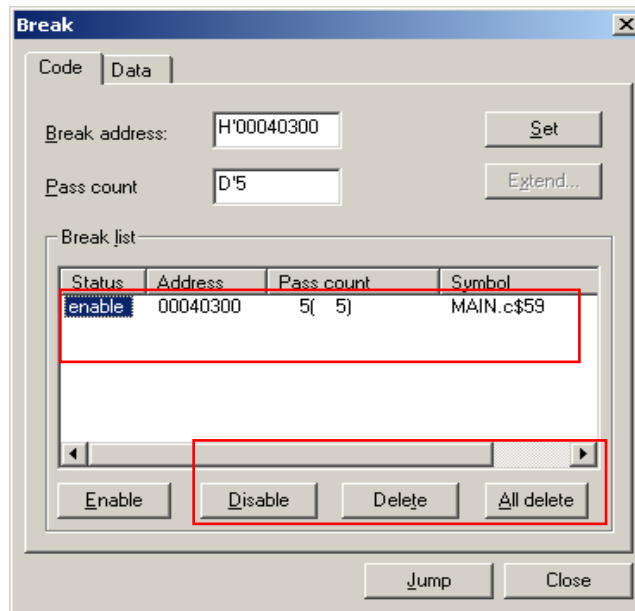 Break
Code Data
Break address: H'00040300 Set
Pass count D'5 Extend...
Break list
Status Address Pass count Symbol
enable 00040300 5( 5) MAIN.c$59
Enable Disable Delete All delete
Jump Close